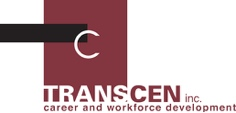 C
TRANSCEN inc.
career and workforce development